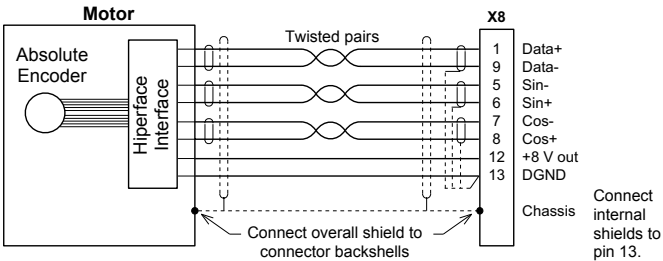 Motor
X8
Twisted pairs
Absolute
Encoder
Hiperface
Interface
1 Data+
9 Data-
5 Sin-
6 Sin+
7 Cos-
8 Cos+
12 +8 V out
13 DGND
Chassis
Connect
internal
shields to
pin 13.
Connect overall shield to
connector backshells